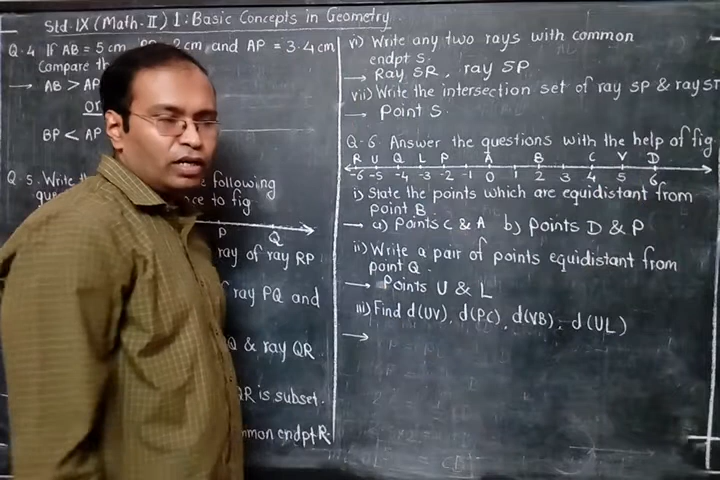 Std. IX (Math-II) 1: Basic Concepts in Geometry
Q.4 If AB = 5 cm, 2 cm and AP = 3.4 cm
Compare
→ AB > AP
or
BP < AP
Q.5. Write following
to fig
P Q
ray of ray RP.
ray PQ and
Q & ray QR
QR is subset.
endpt R
vi) Write any two rays with common
endpt S.
→ Ray SR, ray SP
vii) Write the intersection set of ray SP & ray ST
→ Point S.
Q-6. Answer the questions with the help of fig
R U Q L P A B C V D
-6 -5 -4 -3 -2 -1 0 1 2 3 4 5 6
i) State the points which are equidistant from
point B
→ a) Points C & A b) points D & P
ii) Write a pair of points equidistant from
point Q.
→ Points U & L
iii) Find d(UV), d(PC), d(VB), d(UL)
→